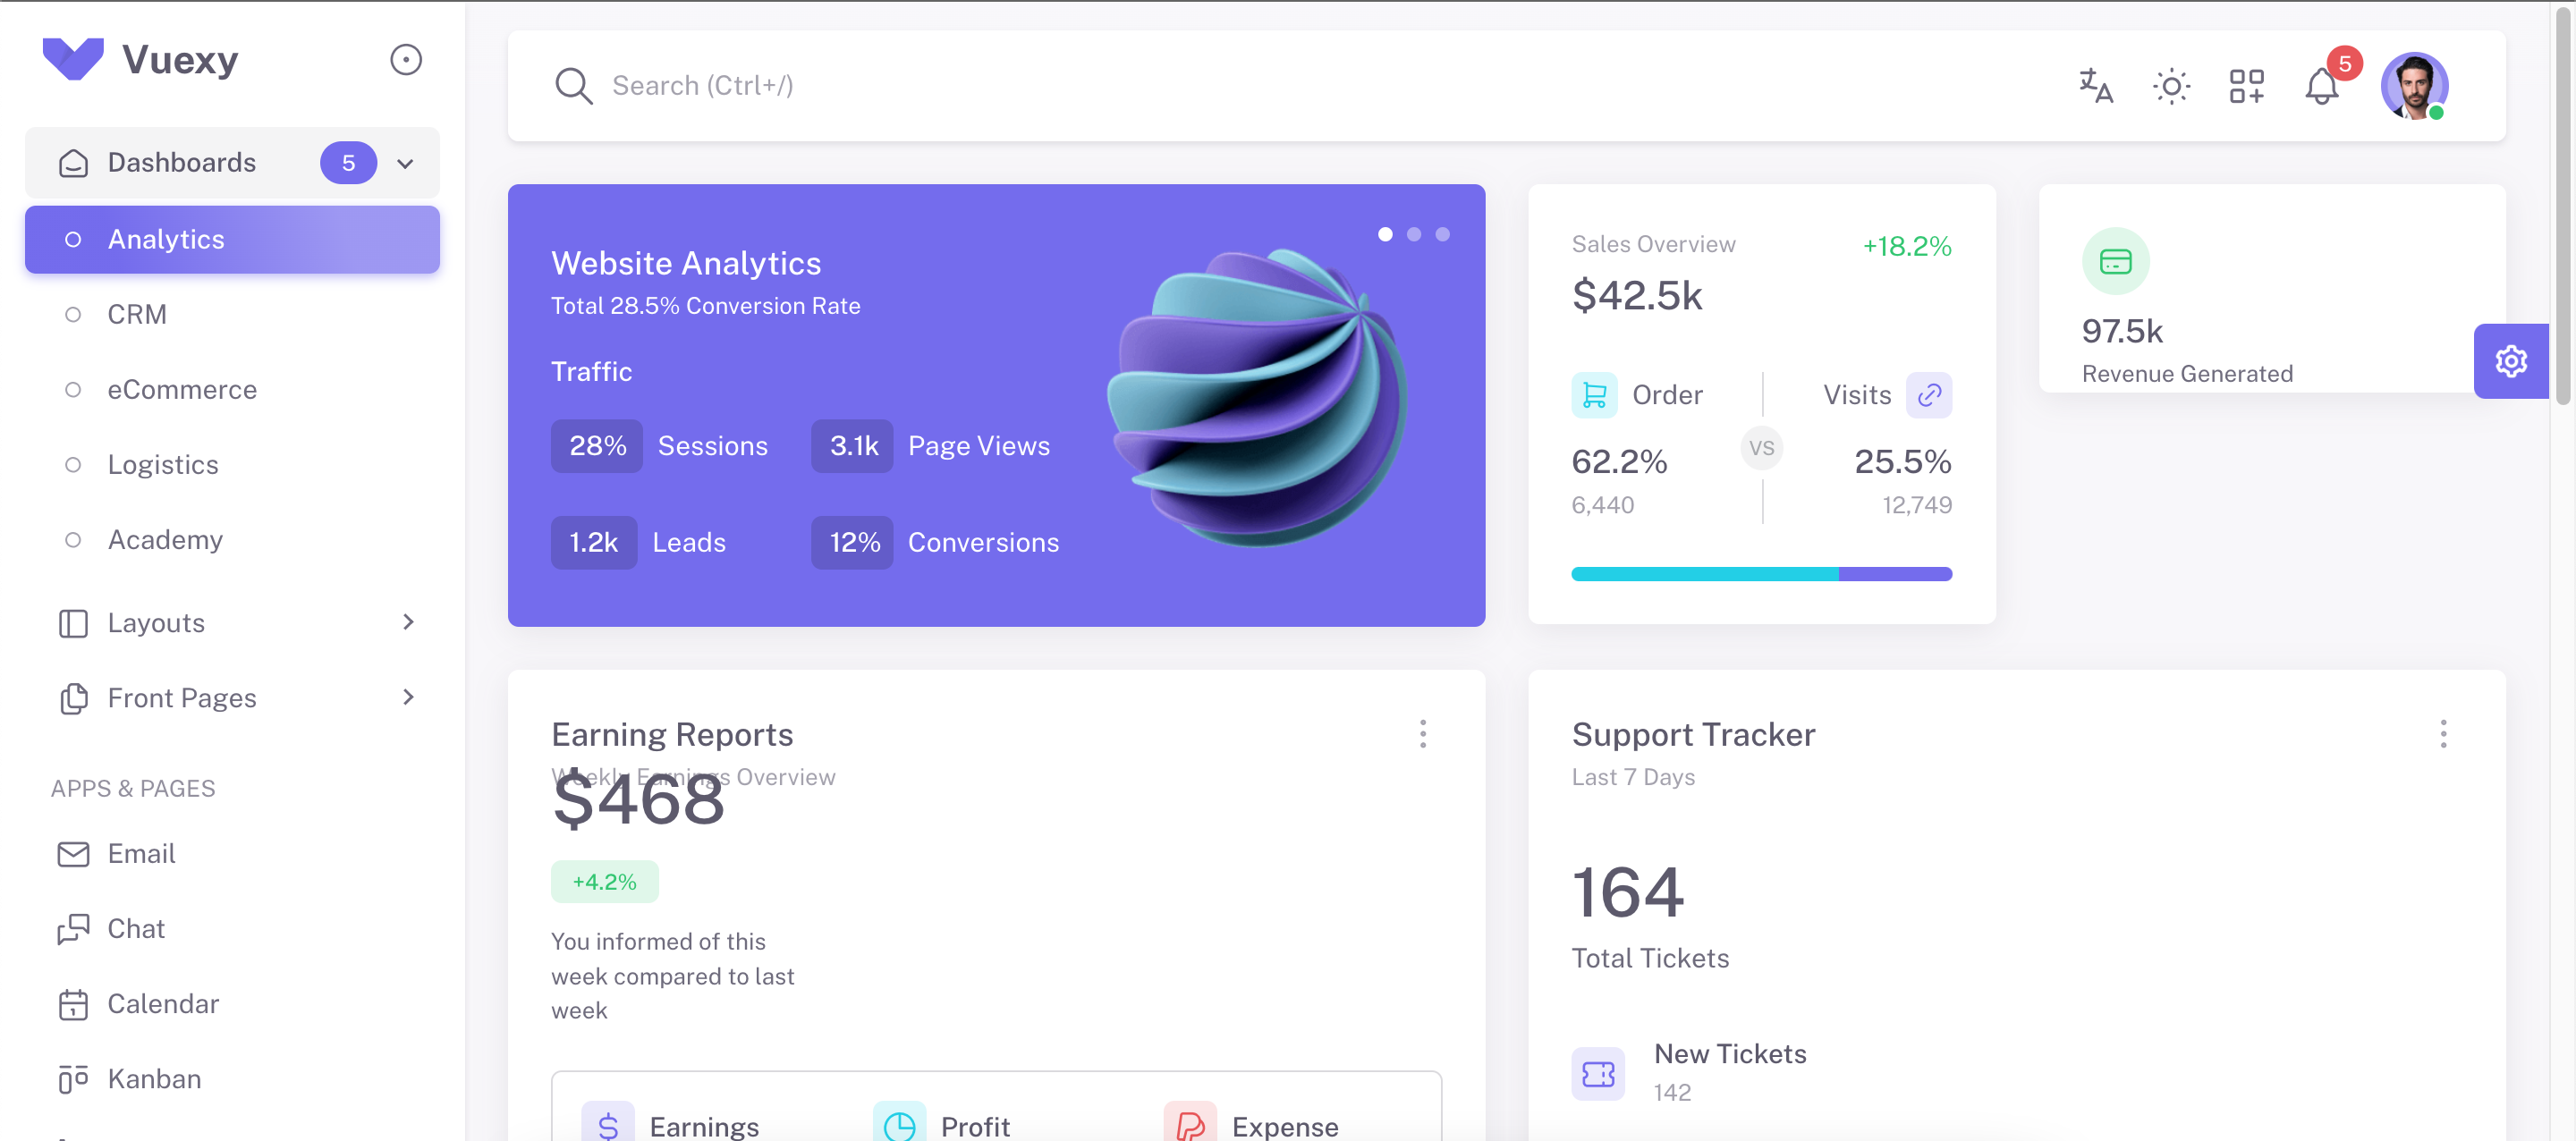 Vuexy
Dashboards 5
Analytics
CRM
eCommerce
Logistics
Academy
Layouts
Front Pages
APPS & PAGES
Email
Chat
Calendar
Kanban
Search (Ctrl+/)
5
Website Analytics
Total 28.5% Conversion Rate
Traffic
28% Sessions 3.1k Page Views
1.2k Leads 12% Conversions
Sales Overview +18.2%
$42.5k
Order Visits
VS
62.2% 25.5%
6,440 12,749
97.5k
Revenue Generated
Earning Reports
Weekly Earnings Overview
$468
+4.2%
You informed of this
week compared to last
week
Earnings Profit Expense
Support Tracker
Last 7 Days
164
Total Tickets
New Tickets
142